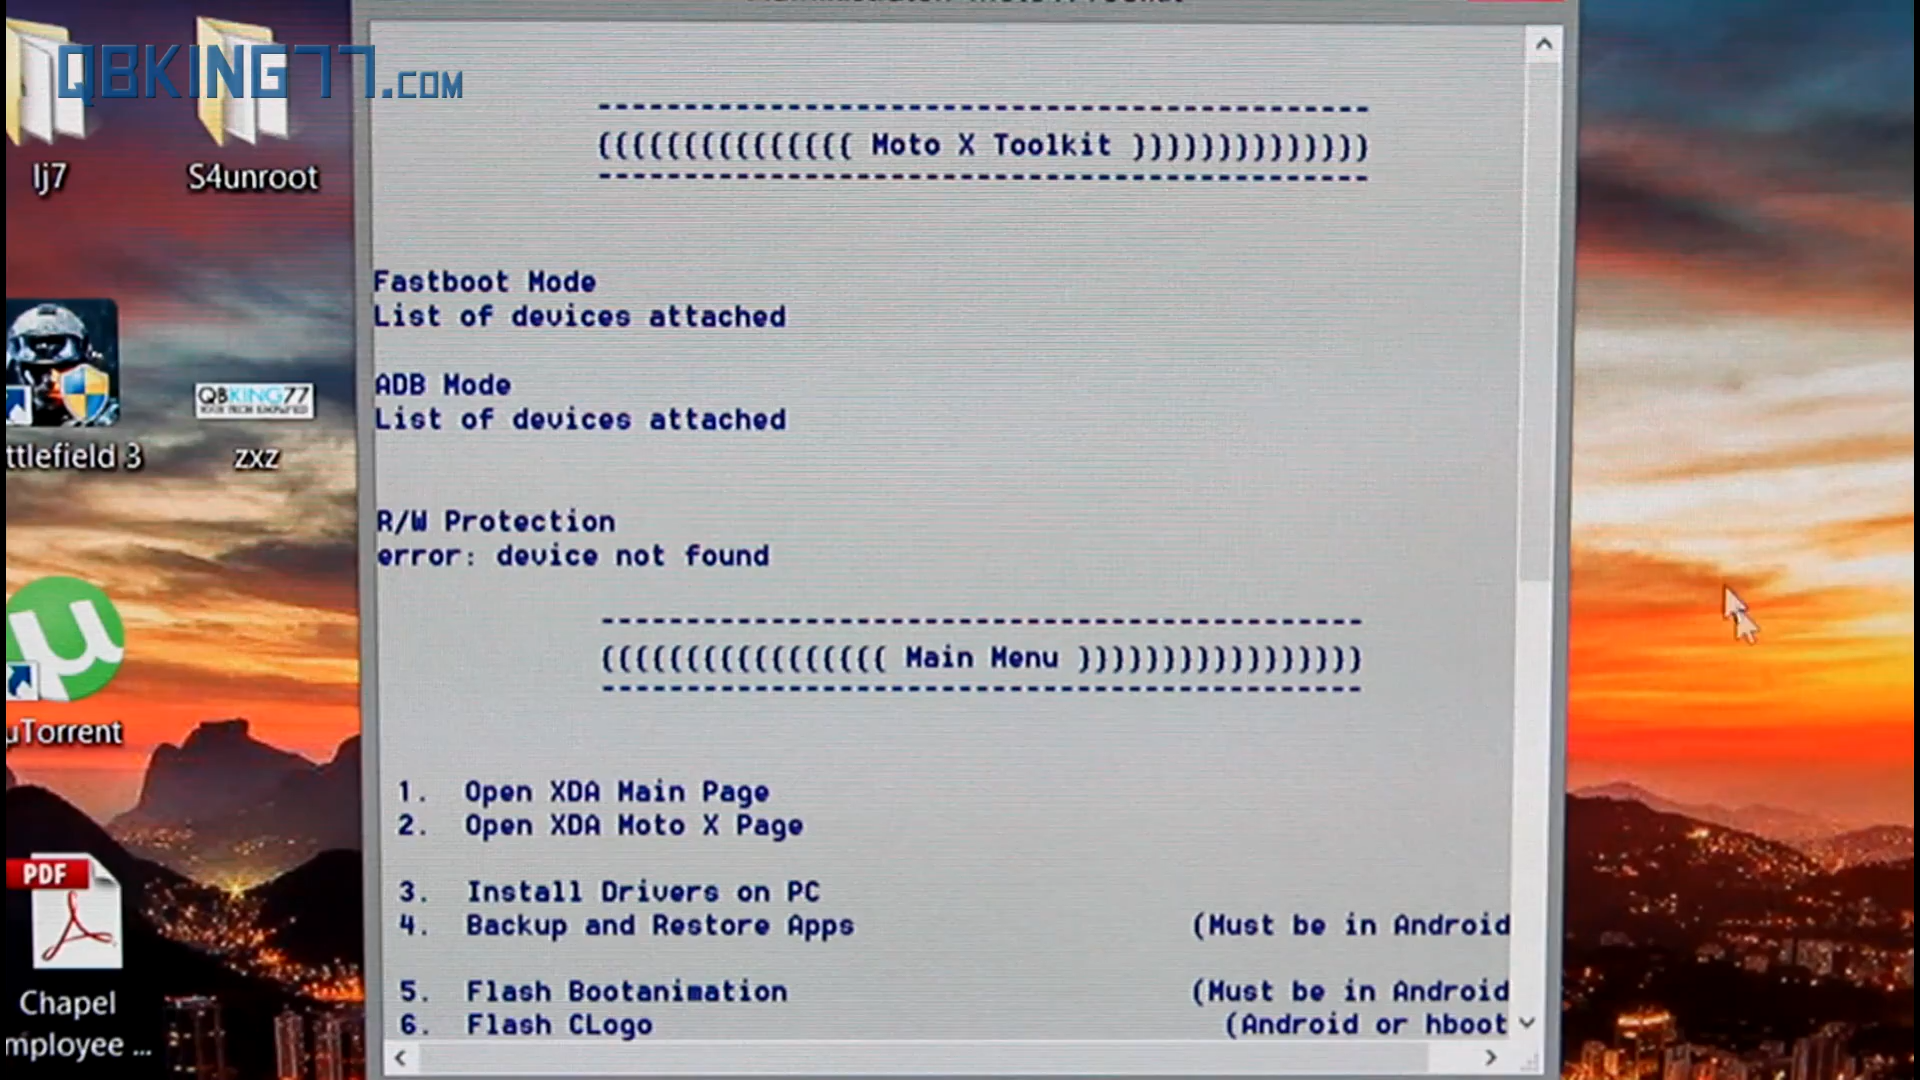 QBKING77.COM
lj7
S4unroot
ttlefield 3
QBKING77
zxz
µTorrent
PDF
Chapel
mployee ...
((((((((((((((( Moto X Toolkit ))))))))))))))
Fastboot Mode
List of devices attached
ADB Mode
List of devices attached
R/W Protection
error: device not found
((((((((((((((((( Main Menu )))))))))))))))))
1. Open XDA Main Page
2. Open XDA Moto X Page
3. Install Drivers on PC
4. Backup and Restore Apps (Must be in Android
5. Flash Bootanimation (Must be in Android
6. Flash CLogo (Android or hboot